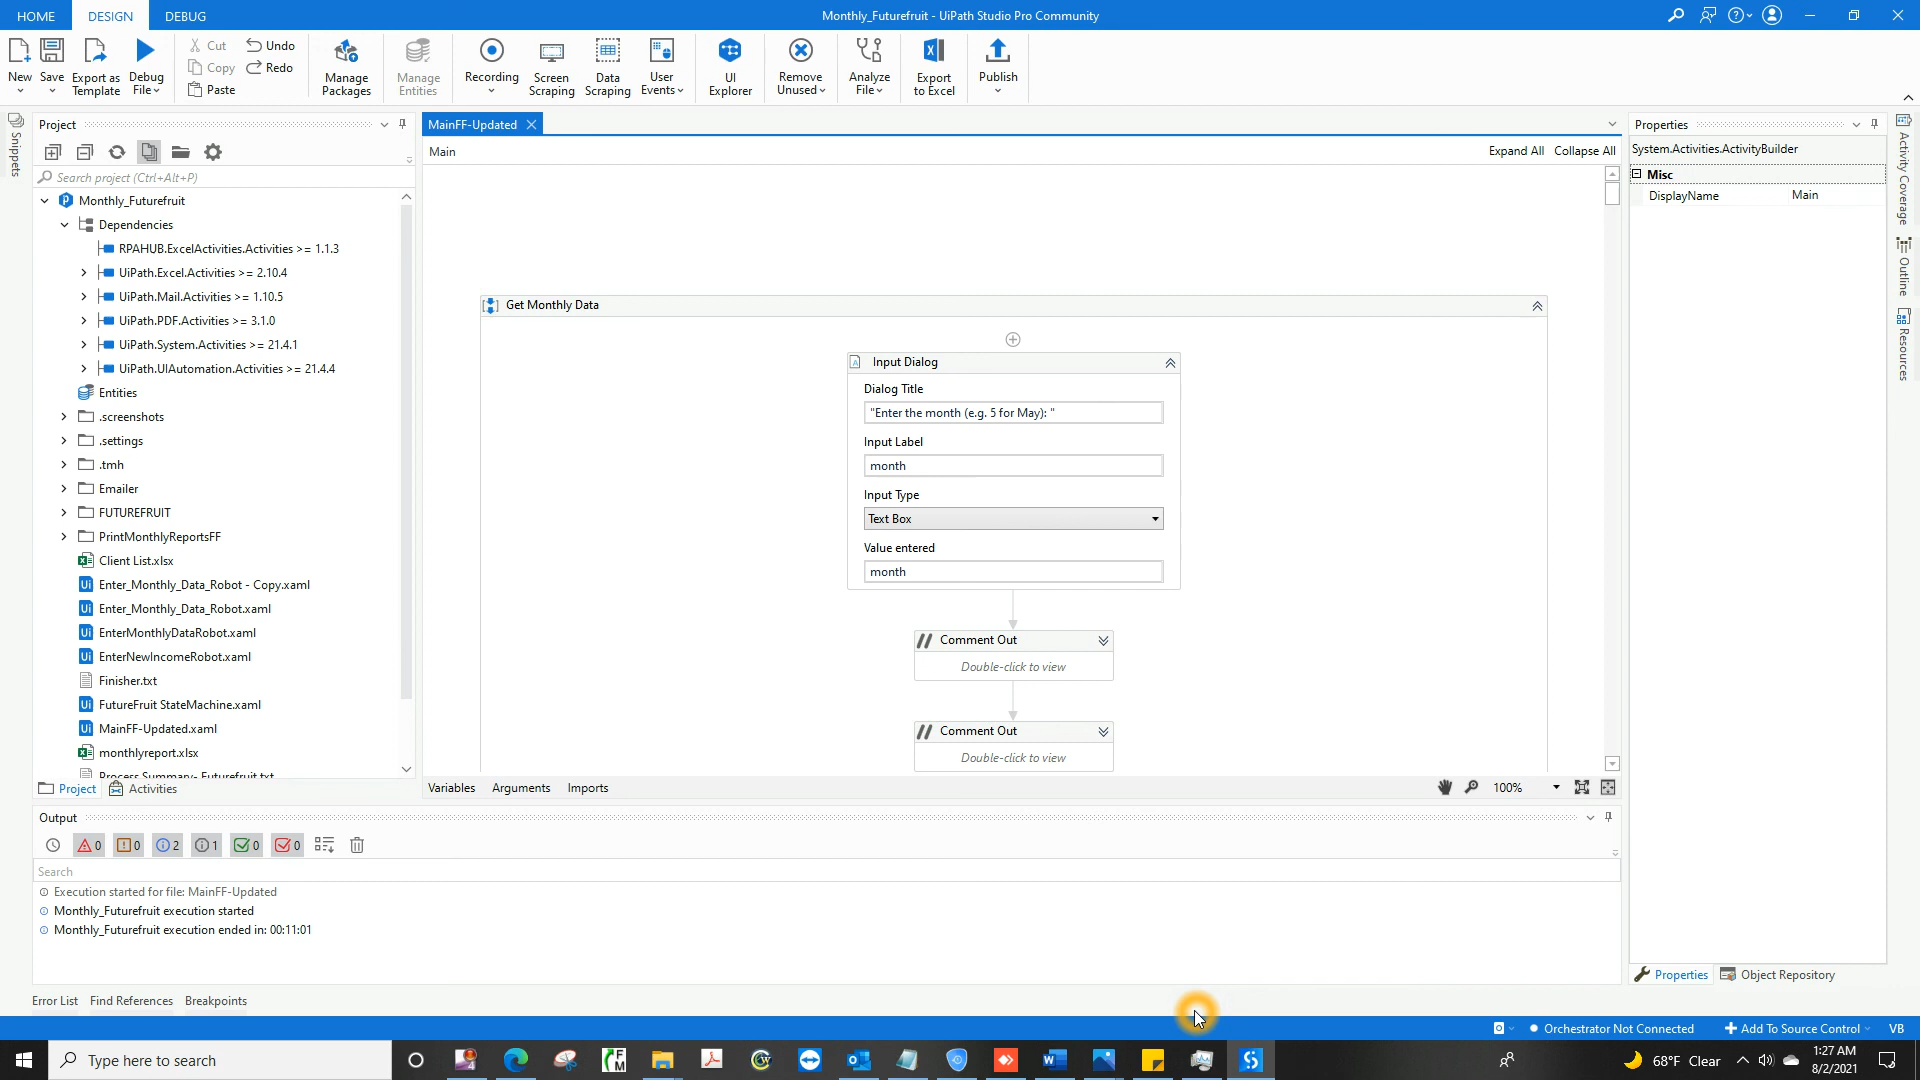 HOME DESIGN DEBUG Monthly_Futurefruit - UiPath Studio Pro Community
New Save Export as Template Debug File Cut Copy Paste Undo Redo Manage Packages Manage Entities Recording Screen Scraping Data Scraping User Events UI Explorer Remove Unused Analyze File Export to Excel Publish
Snippets
Project
Search project (Ctrl+Alt+P)
Monthly_Futurefruit
Dependencies
RPAHUB.ExcelActivities.Activities >= 1.1.3
UiPath.Excel.Activities >= 2.10.4
UiPath.Mail.Activities >= 1.10.5
UiPath.PDF.Activities >= 3.1.0
UiPath.System.Activities >= 21.4.1
UiPath.UIAutomation.Activities >= 21.4.4
Entities
.screenshots
.settings
.tmh
Emailer
FUTUREFRUIT
PrintMonthlyReportsFF
Client List.xlsx
Enter_Monthly_Data_Robot - Copy.xaml
Enter_Monthly_Data_Robot.xaml
EnterMonthlyDataRobot.xaml
EnterNewIncomeRobot.xaml
Finisher.txt
FutureFruit StateMachine.xaml
MainFF-Updated.xaml
monthlyreport.xlsx
Process Summary- Futurefruit.txt
Project Activities
MainFF-Updated
Main Expand All Collapse All
Get Monthly Data
Input Dialog
Dialog Title
"Enter the month (e.g. 5 for May): "
Input Label
month
Input Type
Text Box
Value entered
month
Comment Out
Double-click to view
Comment Out
Double-click to view
Variables Arguments Imports 100%
Properties
System.Activities.ActivityBuilder
Misc
DisplayName Main
Properties Object Repository
Activity Coverage
Outline
Resources
Output
0 0 2 1 0 0
Search
Execution started for file: MainFF-Updated
Monthly_Futurefruit execution started
Monthly_Futurefruit execution ended in: 00:11:01
Error List Find References Breakpoints
Orchestrator Not Connected Add To Source Control VB
Type here to search 68°F Clear 1:27 AM
8/2/2021